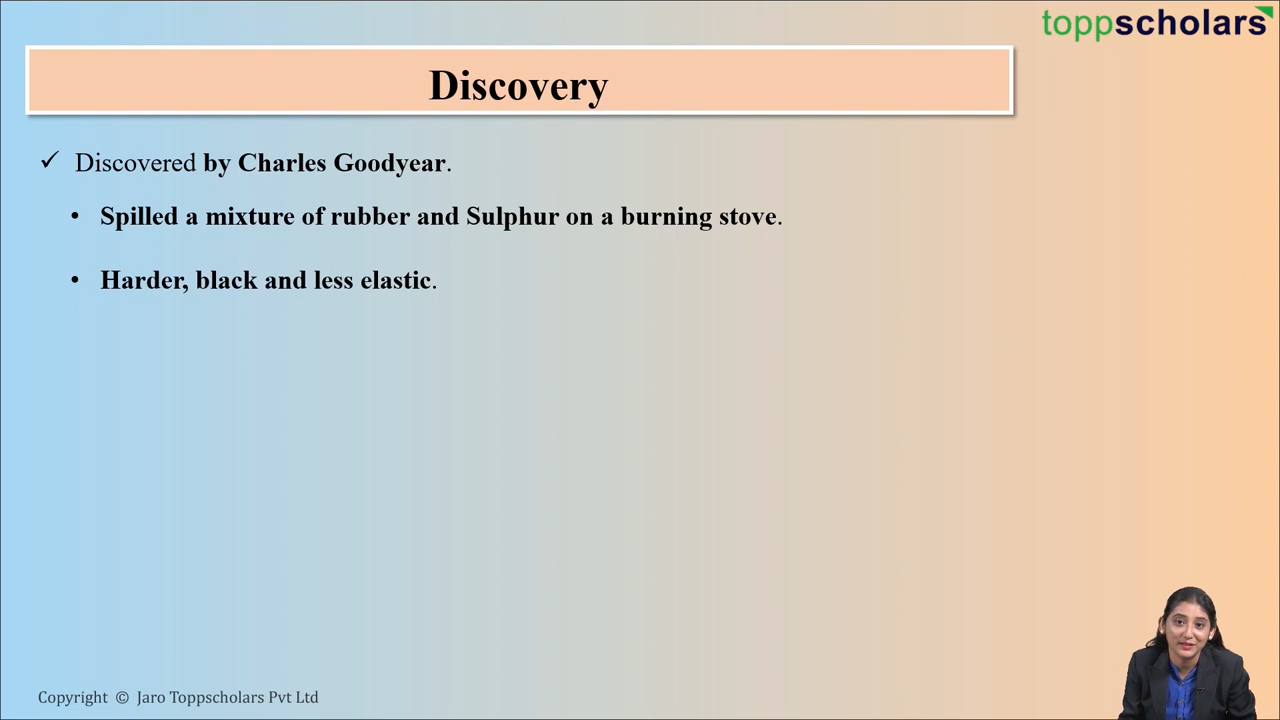 toppscholars
Discovery
✓ Discovered by Charles Goodyear.
• Spilled a mixture of rubber and Sulphur on a burning stove.
• Harder, black and less elastic.
Copyright © Jaro Toppscholars Pvt Ltd